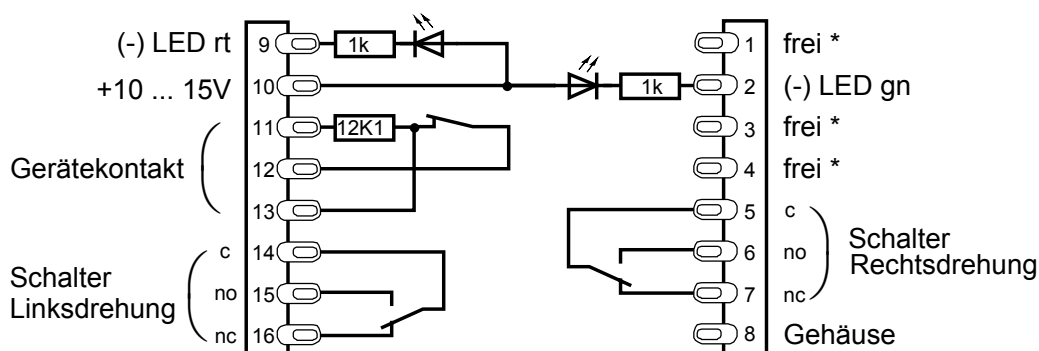 (-) LED rt 9 1k 1 frei *
+10 ... 15V 10 1k 2 (-) LED gn
11 12K1 3 frei *
Gerätekontakt 12 4 frei *
13 5 c
14 c 6 no
Schalter
Linksdrehung
15 no 7 nc
16 nc 8 Gehäuse
Schalter
Rechtsdrehung